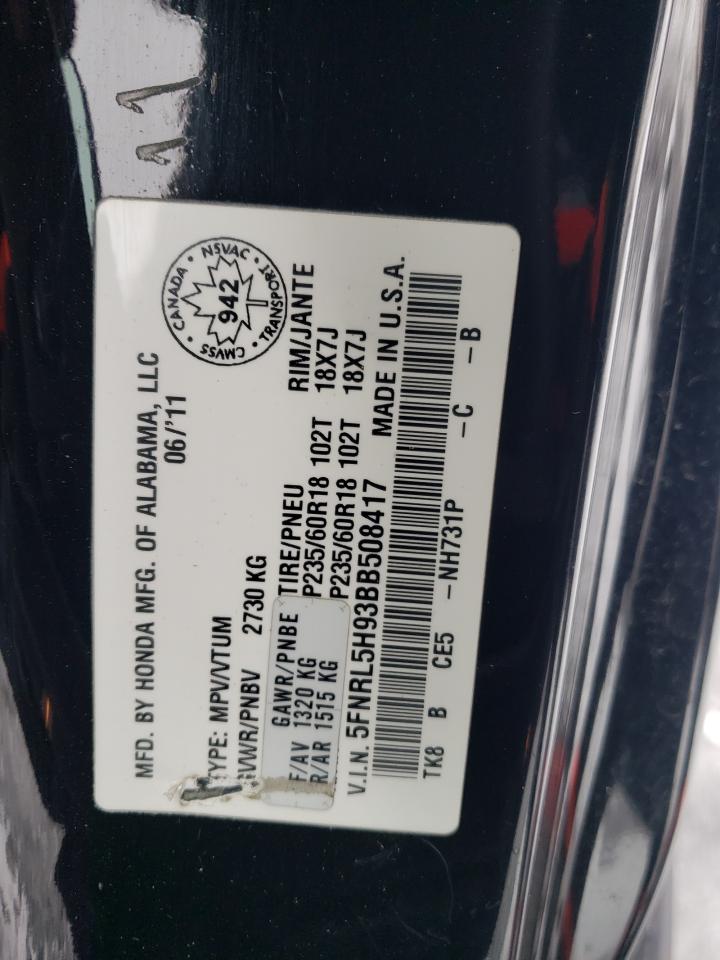 MFD. BY HONDA MFG. OF ALABAMA, LLC
06/'11
CANADA · NSVAC · TRANSPORT · CMVSS ·
942
TYPE: MPV/VTUM
GVWR/PNBV 2730 KG
GAWR/PNBE TIRE/PNEU RIM/JANTE
F/AV 1320 KG P235/60R18 102T 18X7J
R/AR 1515 KG P235/60R18 102T 18X7J
V.I.N. 5FNRL5H93BB508417 MADE IN U.S.A.
TK8 B CE5 -NH731P -C -B